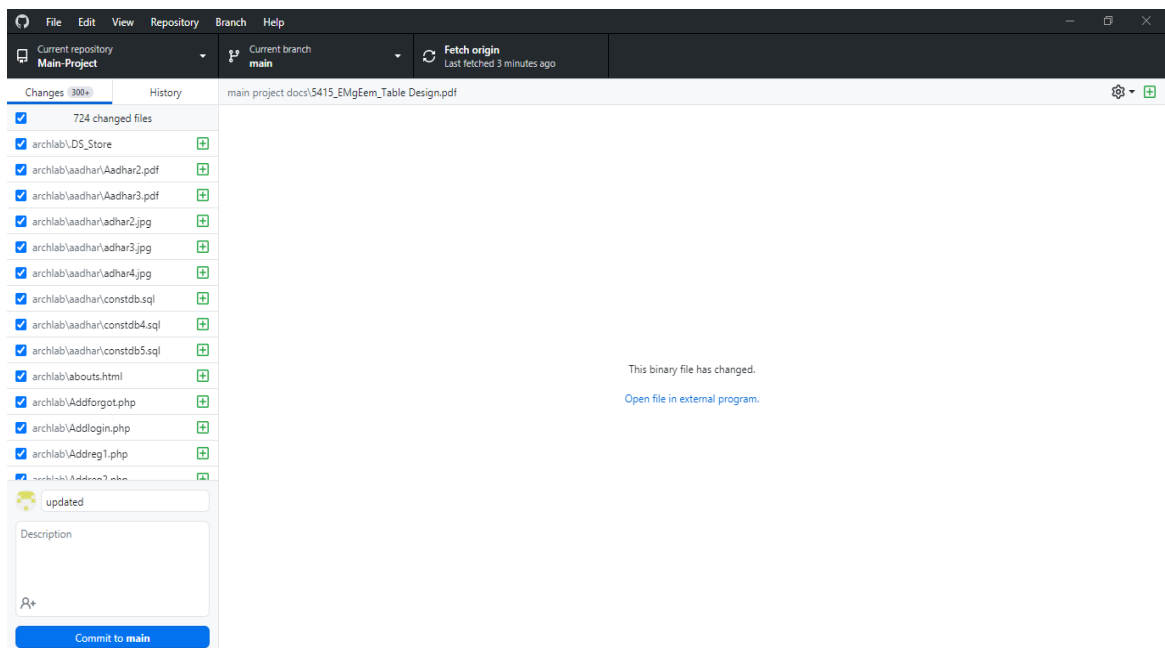 File Edit View Repository Branch Help
Current repository
Main-Project
Current branch
main
Fetch origin
Last fetched 3 minutes ago
Changes 300+ History
main project docs\5415_EMgEem_Table Design.pdf
724 changed files
archlab\.DS_Store
archlab\aadhar\Aadhar2.pdf
archlab\aadhar\Aadhar3.pdf
archlab\aadhar\adhar2.jpg
archlab\aadhar\adhar3.jpg
archlab\aadhar\adhar4.jpg
archlab\aadhar\constdb.sql
archlab\aadhar\constdb4.sql
archlab\aadhar\constdb5.sql
archlab\abouts.html
archlab\Addforgot.php
archlab\Addlogin.php
archlab\Addreg1.php
archlab\Addreg2.php
This binary file has changed.
Open file in external program.
updated
Description
Commit to main